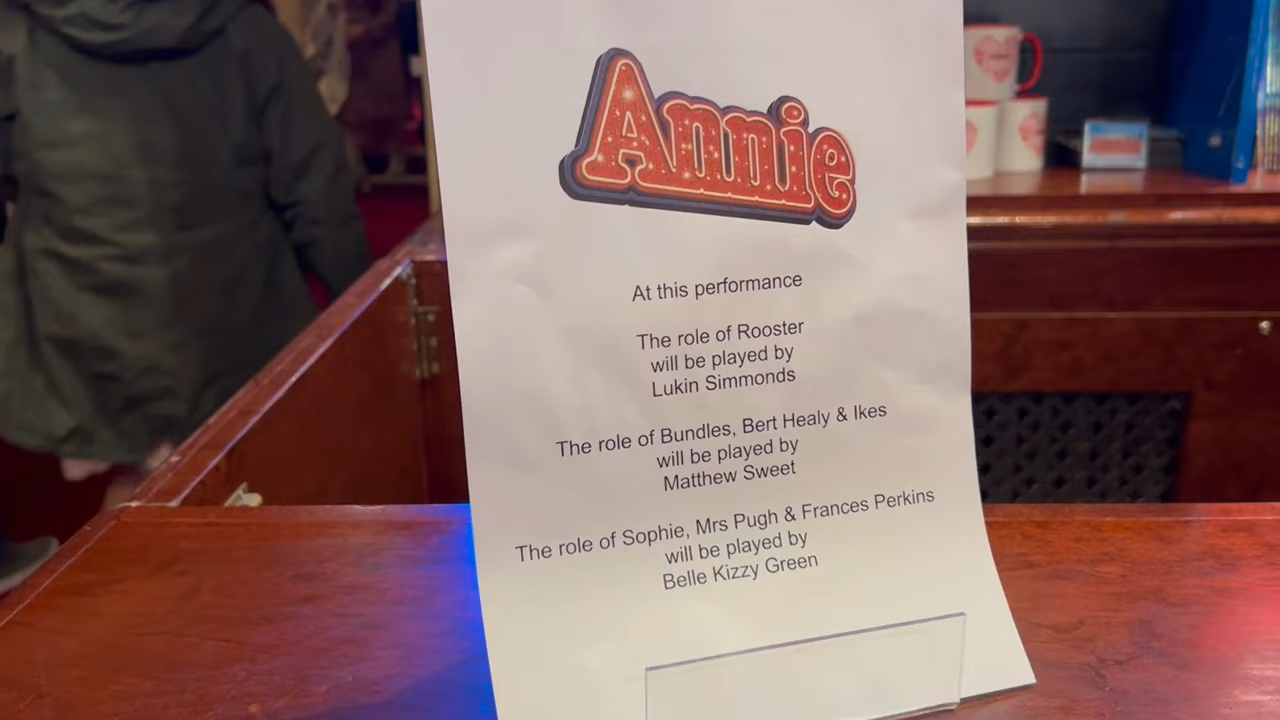 Annie
At this performance
The role of Rooster
will be played by
Lukin Simmonds
The role of Bundles, Bert Healy & Ikes
will be played by
Matthew Sweet
The role of Sophie, Mrs Pugh & Frances Perkins
will be played by
Belle Kizzy Green